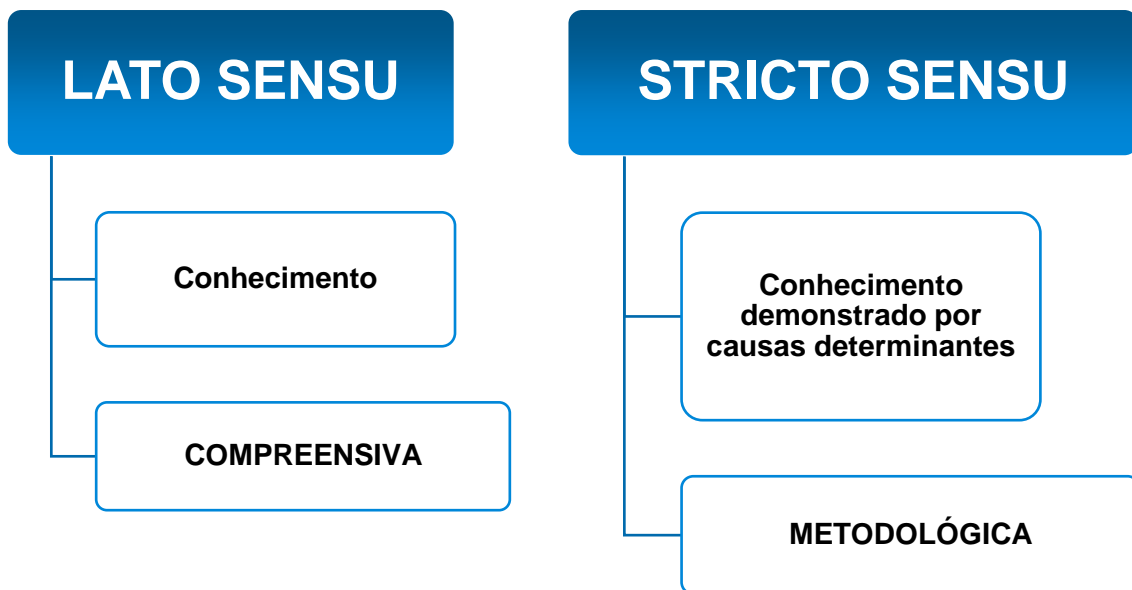 LATO SENSU
Conhecimento
COMPREENSIVA
STRICTO SENSU
Conhecimento
demonstrado por
causas determinantes
METODOLÓGICA